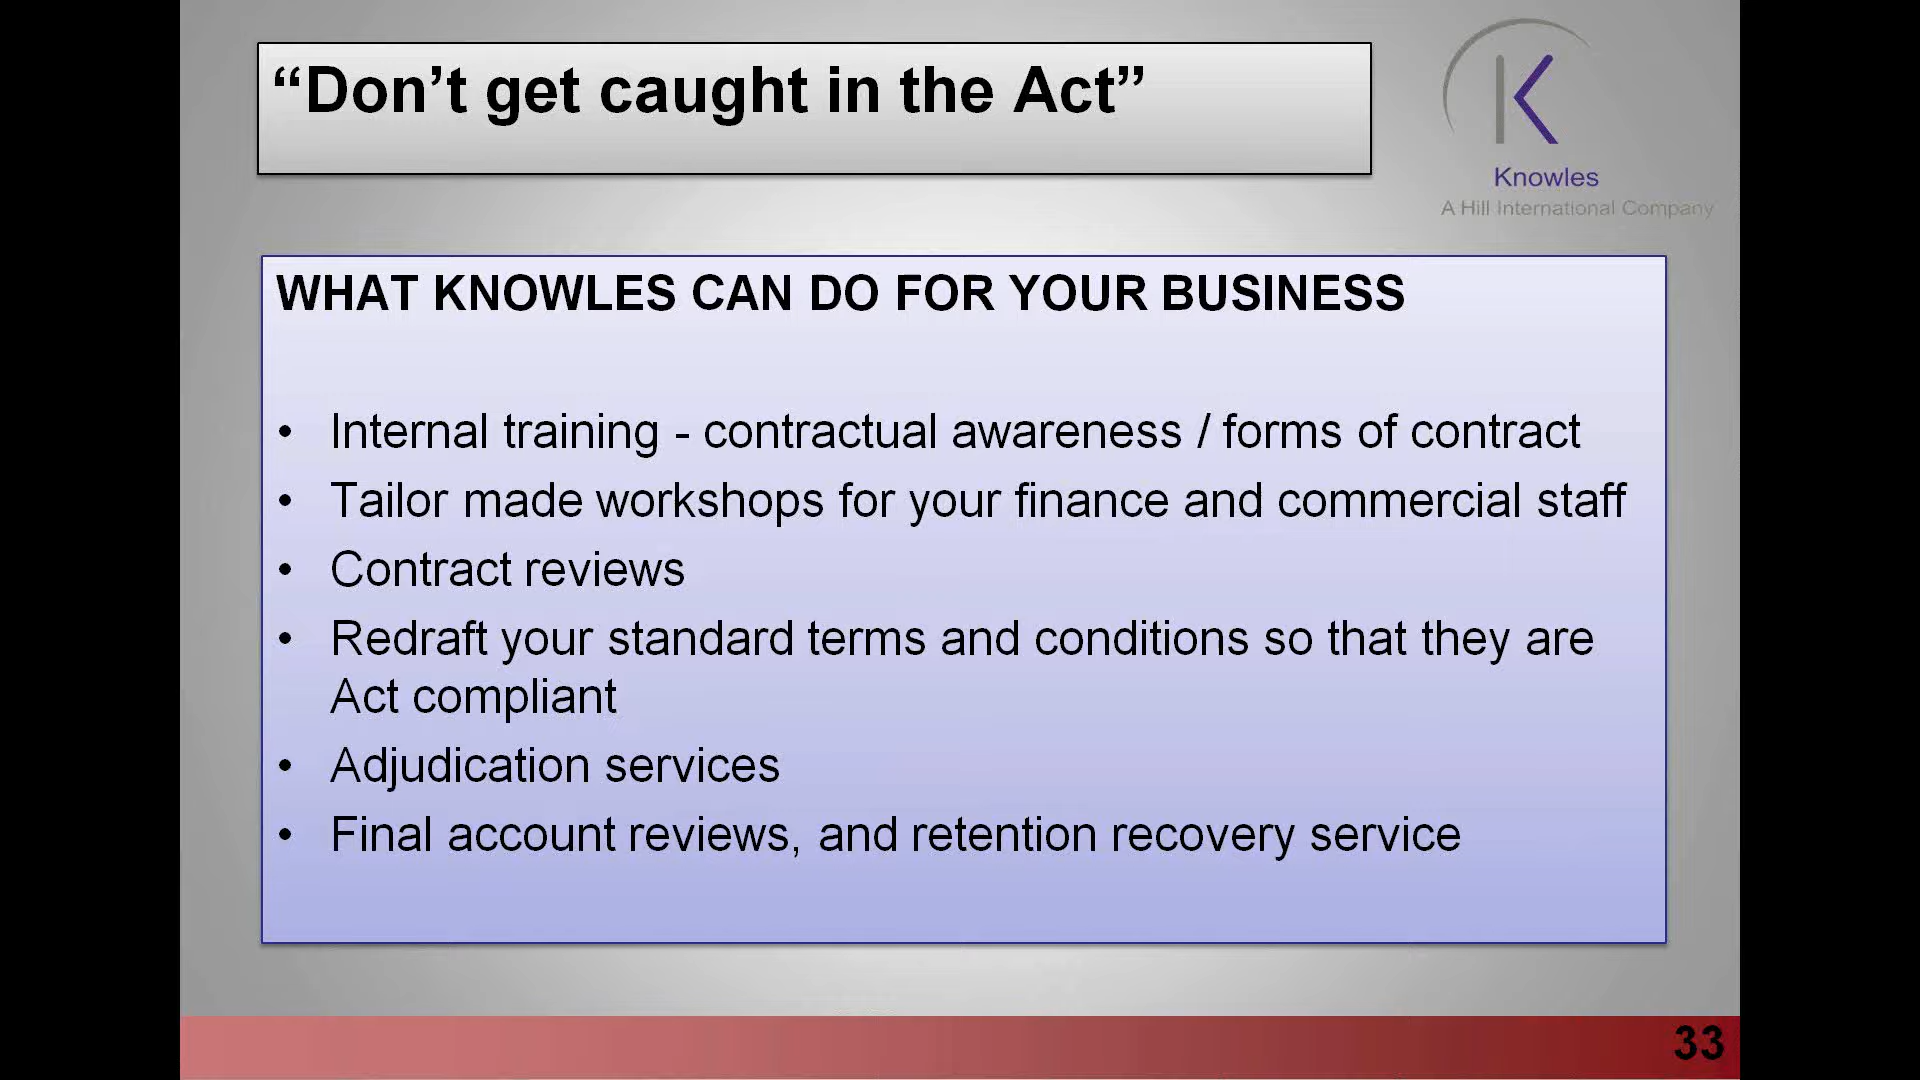 “Don’t get caught in the Act”
K
Knowles
A Hill International Company
WHAT KNOWLES CAN DO FOR YOUR BUSINESS
• Internal training - contractual awareness / forms of contract
• Tailor made workshops for your finance and commercial staff
• Contract reviews
• Redraft your standard terms and conditions so that they are
Act compliant
• Adjudication services
• Final account reviews, and retention recovery service
33